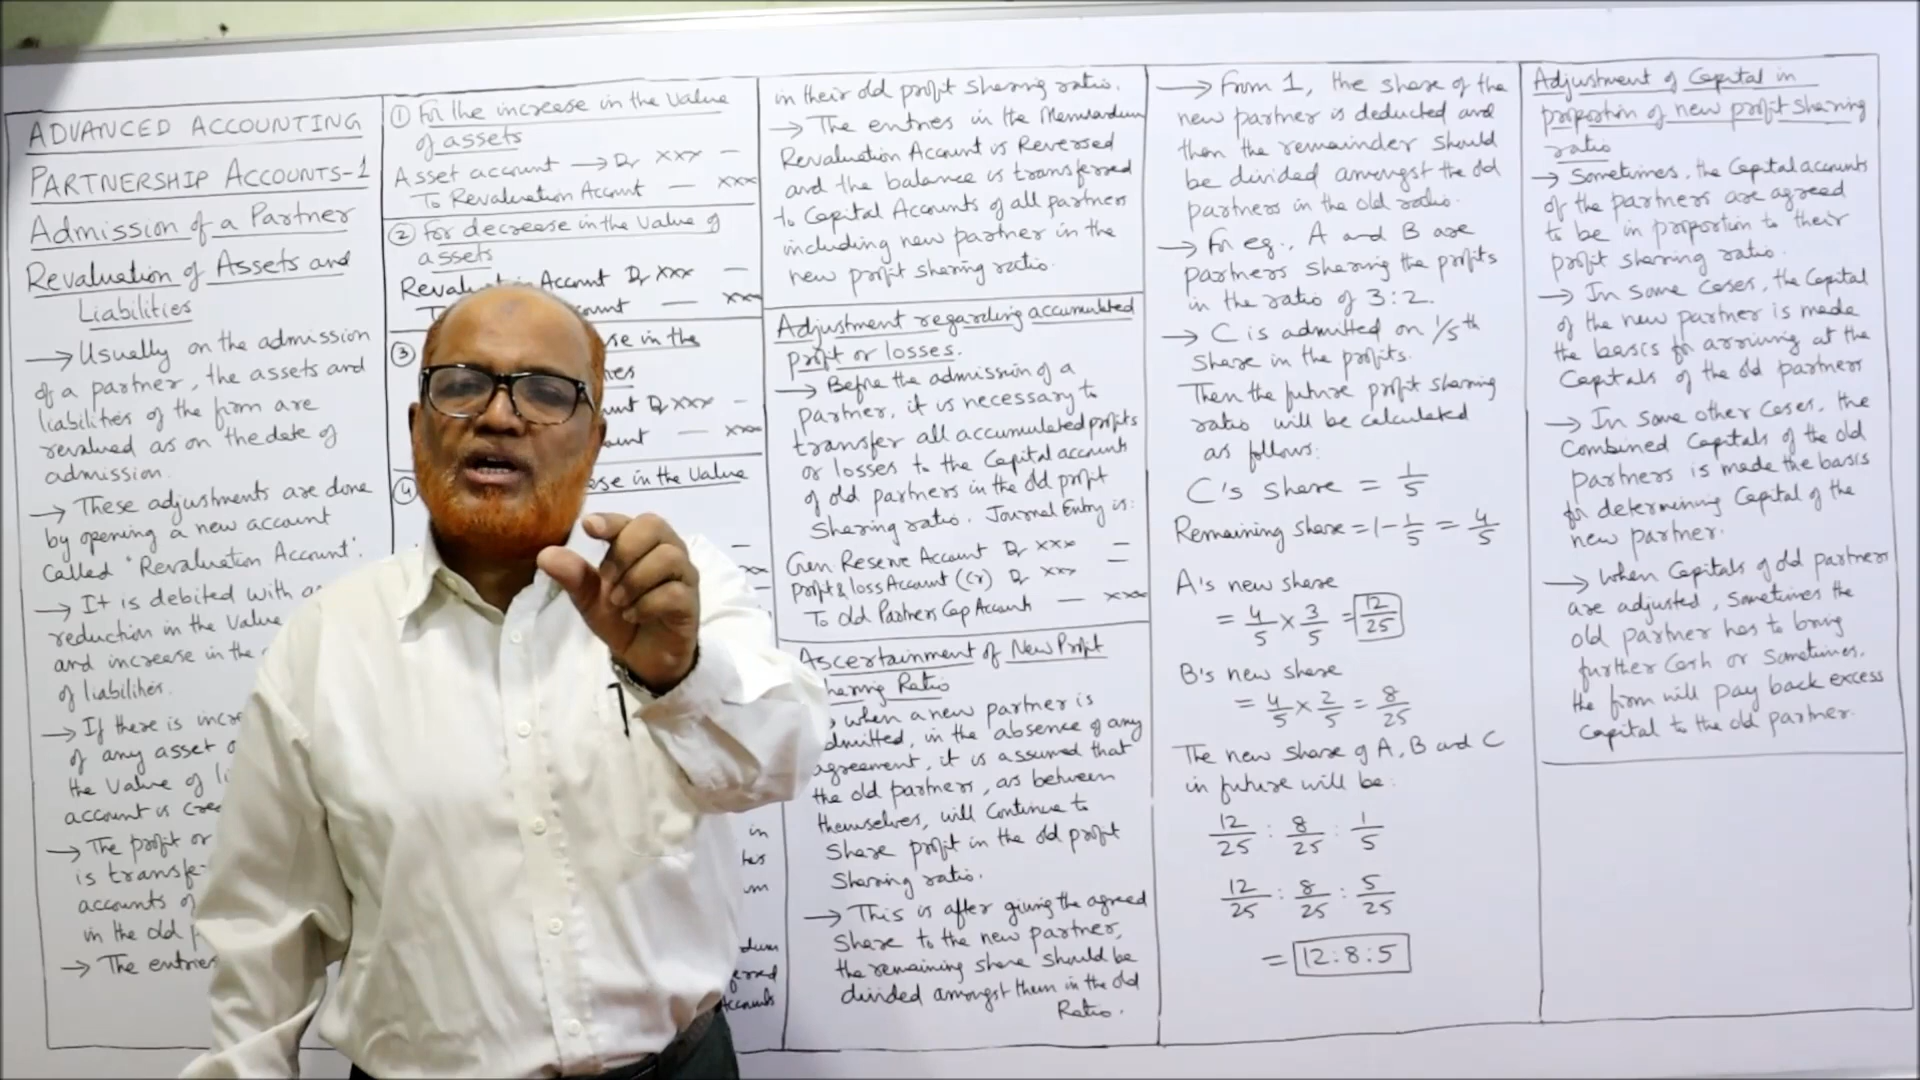 ADVANCED ACCOUNTING
PARTNERSHIP ACCOUNTS-1
Admission of a Partner
Revaluation of Assets and
Liabilities
→ Usually on the admission
of a partner, the assets and
liabilities of the firm are
revalued as on the date of
admission.
→ These adjustments are done
by opening a new account
called "Revaluation Account".
→ It is debited with
reduction in the value
and increase in the
of liabilities.
→ If there is
of any asset
the value of
account is
→ The profit or
is
accounts
in the old
→ The entries
① For the increase in the value
of assets
Asset account → Dr xxx —
To Revaluation Account — xxx
② For decrease in the value of
assets
Account Dr xxx —
— xxx
③ in the
Dr xxx —
— xxx
④ in the value
—
in
Accounts
in their old profit sharing ratio.
→ The entries in the Memorandum
Revaluation Account is Reversed
and the balance is transferred
to Capital Accounts of all partners
including new partner in the
new profit sharing ratio.
Adjustment regarding accumulated
profit or losses.
→ Before the admission of a
partner, it is necessary to
transfer all accumulated profits
or losses to the Capital accounts
of old partners in the old profit
sharing ratio. Journal Entry is:
Gen. Reserve Account Dr xxx —
Profit & loss Account (Cr) Dr xxx —
To Old Partners Cap Account — xxx
Ascertainment of New Profit
Ratio
→ When a new partner is
in the absence of any
agreement, it is assumed that
the old partners, as between
themselves, will continue to
share profit in the old profit
sharing ratio.
→ This is after giving the agreed
share to the new partner,
the remaining share should be
divided amongst them in the old
Ratio.
→ From 1, the share of the
new partner is deducted and
then the remainder should
be divided amongst the old
partners in the old ratio.
→ For eg., A and B are
partners sharing the profits
in the ratio of 3:2.
→ C is admitted on 1/5th
share in the profits.
Then the future profit sharing
ratio will be calculated
as follows:
C's share = 1/5
Remaining share = 1 - 1/5 = 4/5
A's new share
= 4/5 × 3/5 = 12/25
B's new share
= 4/5 × 2/5 = 8/25
The new share of A, B and C
in future will be:
12/25 : 8/25 : 1/5
12/25 : 8/25 : 5/25
= 12:8:5
Adjustment of Capital in
proportion of new profit sharing
ratio
→ Sometimes, the Capital accounts
of the partners are agreed
to be in proportion to their
profit sharing ratio.
→ In some cases, the Capital
of the new partner is made
the basis for arriving at the
Capitals of the old partners
→ In some other cases, the
Combined Capitals of the old
partners is made the basis
for determining Capital of the
new partner.
→ When Capitals of old partners
are adjusted, sometimes the
old partner has to bring
further Cash or sometimes,
the firm will pay back excess
Capital to the old partner.